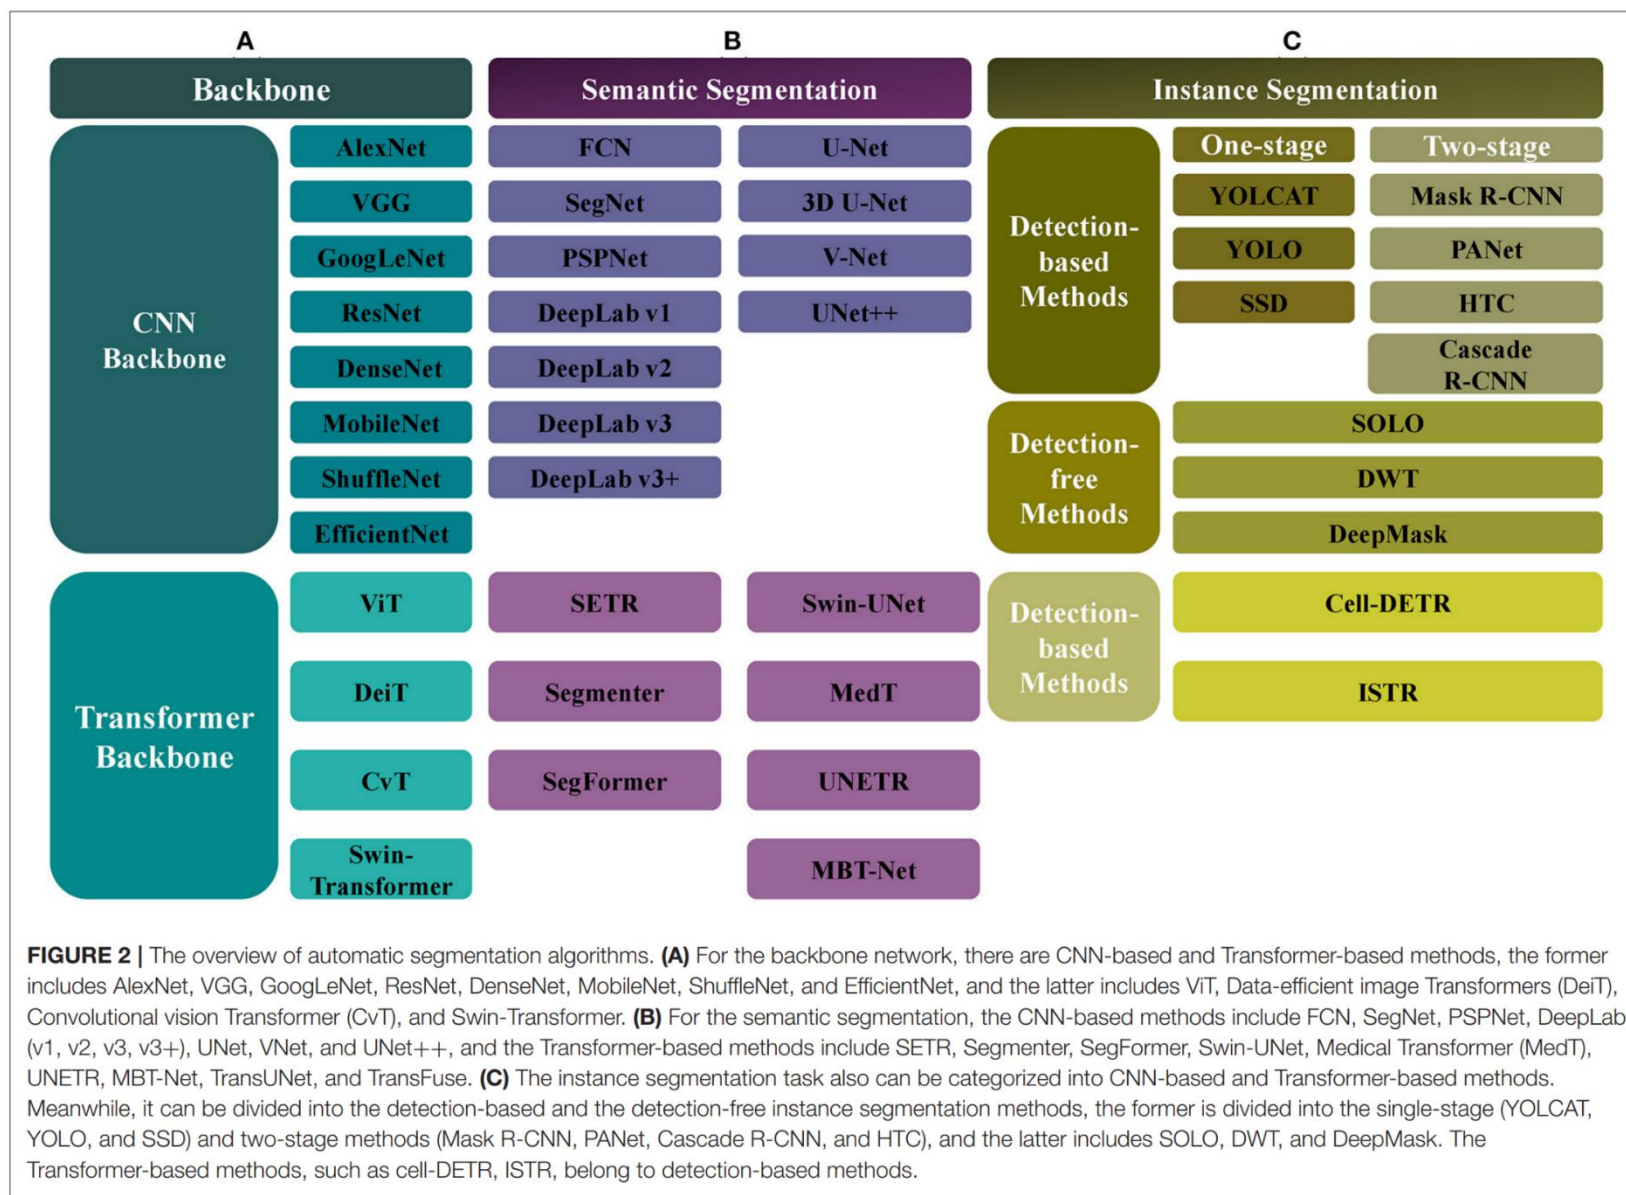 A
B
C
Backbone
Semantic Segmentation
Instance Segmentation
CNN
Backbone
AlexNet
VGG
GoogLeNet
ResNet
DenseNet
MobileNet
ShuffleNet
EfficientNet
FCN
SegNet
PSPNet
DeepLab v1
DeepLab v2
DeepLab v3
DeepLab v3+
U-Net
3D U-Net
V-Net
UNet++
Detection-
based
Methods
One-stage
YOLCAT
YOLO
SSD
Two-stage
Mask R-CNN
PANet
HTC
Cascade
R-CNN
Detection-
free
Methods
SOLO
DWT
DeepMask
Transformer
Backbone
ViT
DeiT
CvT
Swin-
Transformer
SETR
Segmenter
SegFormer
Swin-UNet
MedT
UNETR
MBT-Net
Detection-
based
Methods
Cell-DETR
ISTR
FIGURE 2 | The overview of automatic segmentation algorithms. (A) For the backbone network, there are CNN-based and Transformer-based methods, the former
includes AlexNet, VGG, GoogLeNet, ResNet, DenseNet, MobileNet, ShuffleNet, and EfficientNet, and the latter includes ViT, Data-efficient image Transformers (DeiT),
Convolutional vision Transformer (CvT), and Swin-Transformer. (B) For the semantic segmentation, the CNN-based methods include FCN, SegNet, PSPNet, DeepLab
(v1, v2, v3, v3+), UNet, VNet, and UNet++, and the Transformer-based methods include SETR, Segmenter, SegFormer, Swin-UNet, Medical Transformer (MedT),
UNETR, MBT-Net, TransUNet, and TransFuse. (C) The instance segmentation task also can be categorized into CNN-based and Transformer-based methods.
Meanwhile, it can be divided into the detection-based and the detection-free instance segmentation methods, the former is divided into the single-stage (YOLCAT,
YOLO, and SSD) and two-stage methods (Mask R-CNN, PANet, Cascade R-CNN, and HTC), and the latter includes SOLO, DWT, and DeepMask. The
Transformer-based methods, such as cell-DETR, ISTR, belong to detection-based methods.